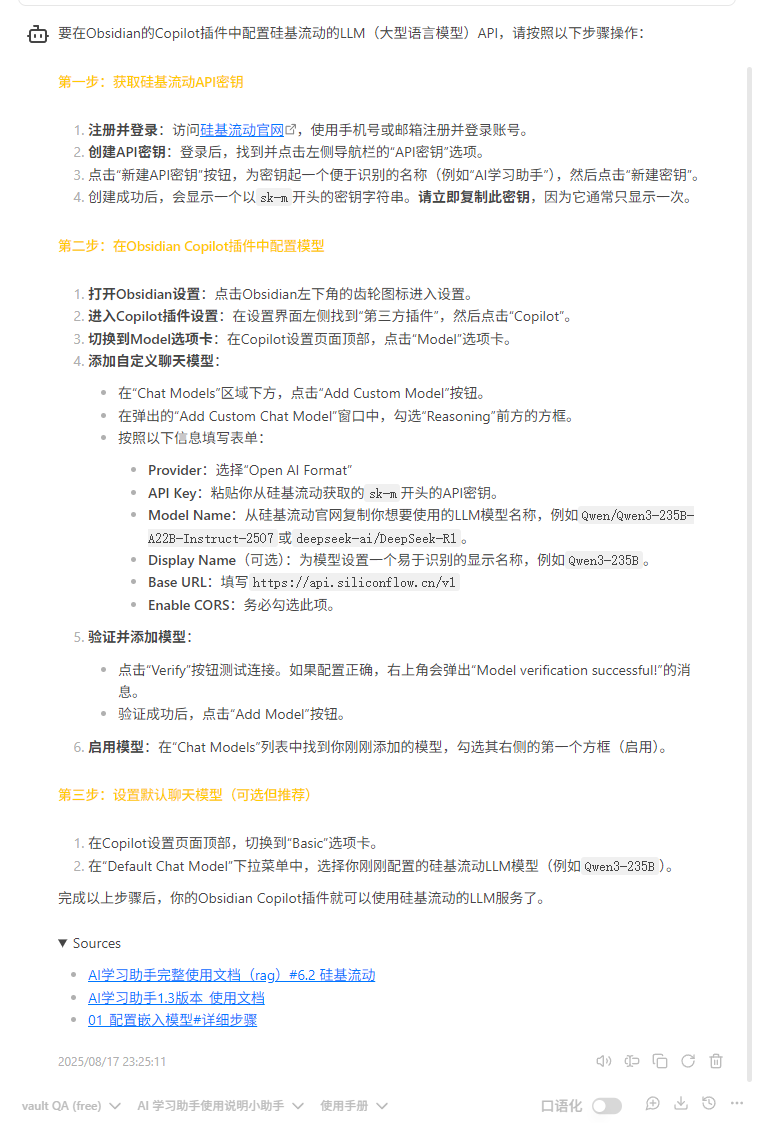 要在Obsidian的Copilot插件中配置硅基流动的LLM（大型语言模型）API，请按照以下步骤操作：
第一步：获取硅基流动API密钥
1. 注册并登录：访问硅基流动官网，使用手机号或邮箱注册并登录账号。
2. 创建API密钥：登录后，找到并点击左侧导航栏的“API密钥”选项。
3. 点击“新建API密钥”按钮，为密钥起一个便于识别的名称（例如“AI学习助手”），然后点击“新建密钥”。
4. 创建成功后，会显示一个以 sk-m 开头的密钥字符串。请立即复制此密钥，因为它通常只显示一次。
第二步：在Obsidian Copilot插件中配置模型
1. 打开Obsidian设置：点击Obsidian左下角的齿轮图标进入设置。
2. 进入Copilot插件设置：在设置界面左侧找到“第三方插件”，然后点击“Copilot”。
3. 切换到Model选项卡：在Copilot设置页面顶部，点击“Model”选项卡。
4. 添加自定义聊天模型：
在“Chat Models”区域下方，点击“Add Custom Model”按钮。
在弹出的“Add Custom Chat Model”窗口中，勾选“Reasoning”前方的方框。
按照以下信息填写表单：
Provider：选择“Open AI Format”
API Key：粘贴你从硅基流动获取的 sk-m 开头的API密钥。
Model Name：从硅基流动官网复制你想要使用的LLM模型名称，例如 Qwen/Qwen3-235B-
A22B-Instruct-2507 或 deepseek-ai/DeepSeek-R1 。
Display Name（可选）：为模型设置一个易于识别的显示名称，例如 Qwen3-235B 。
Base URL：填写 https://api.siliconflow.cn/v1
Enable CORS：务必勾选此项。
5. 验证并添加模型：
点击“Verify”按钮测试连接。如果配置正确，右上角会弹出“Model verification successful!”的消
息。
验证成功后，点击“Add Model”按钮。
6. 启用模型：在“Chat Models”列表中找到你刚刚添加的模型，勾选其右侧的第一个方框（启用）。
第三步：设置默认聊天模型（可选但推荐）
1. 在Copilot设置页面顶部，切换到“Basic”选项卡。
2. 在“Default Chat Model”下拉菜单中，选择你刚刚配置的硅基流动LLM模型（例如 Qwen3-235B ）。
完成以上步骤后，你的Obsidian Copilot插件就可以使用硅基流动的LLM服务了。
Sources
AI学习助手完整使用文档（rag）#6.2 硅基流动
AI学习助手1.3版本_使用文档
01_配置嵌入模型#详细步骤
2025/08/17 23:25:11
vault QA (free) AI 学习助手使用说明小助手 使用手册 口语化